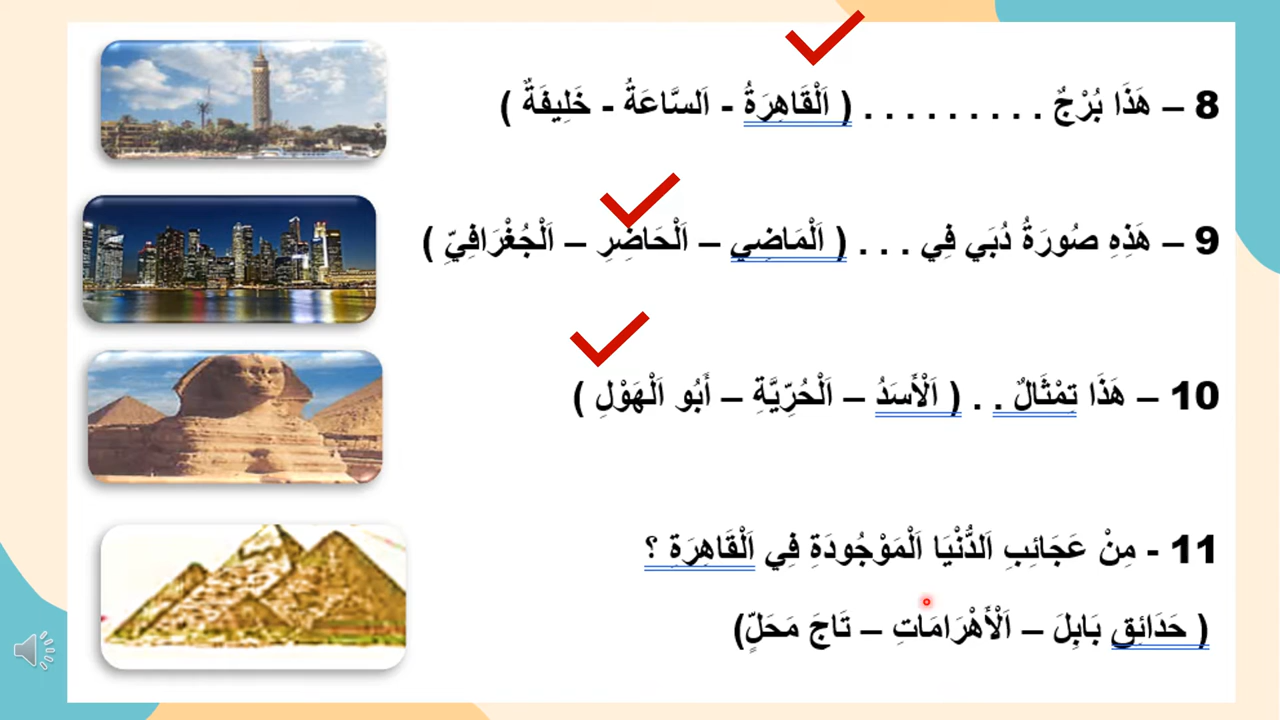 8 – هَذَا بُرْجٌ . . . . . . . . . ( اَلْقَاهِرَةُ - اَلسَّاعَةُ - خَلِيفَةٌ )
9 – هَذِهِ صُورَةُ دُبَي فِي . . . ( اَلْمَاضِي – اَلْحَاضِرِ – اَلْجُغْرَافِيِّ )
10 – هَذَا تِمْثَالٌ . . ( اَلْأَسَدُ – اَلْحُرِّيَّةِ – أَبُو اَلْهَوْلِ )
11 - مِنْ عَجَائِبِ اَلدُّنْيَا اَلْمَوْجُودَةِ فِي اَلْقَاهِرَةِ ؟
( حَدَائِقِ بَابِلَ – اَلْأَهْرَامَاتِ – تَاجَ مَحَلٍّ)